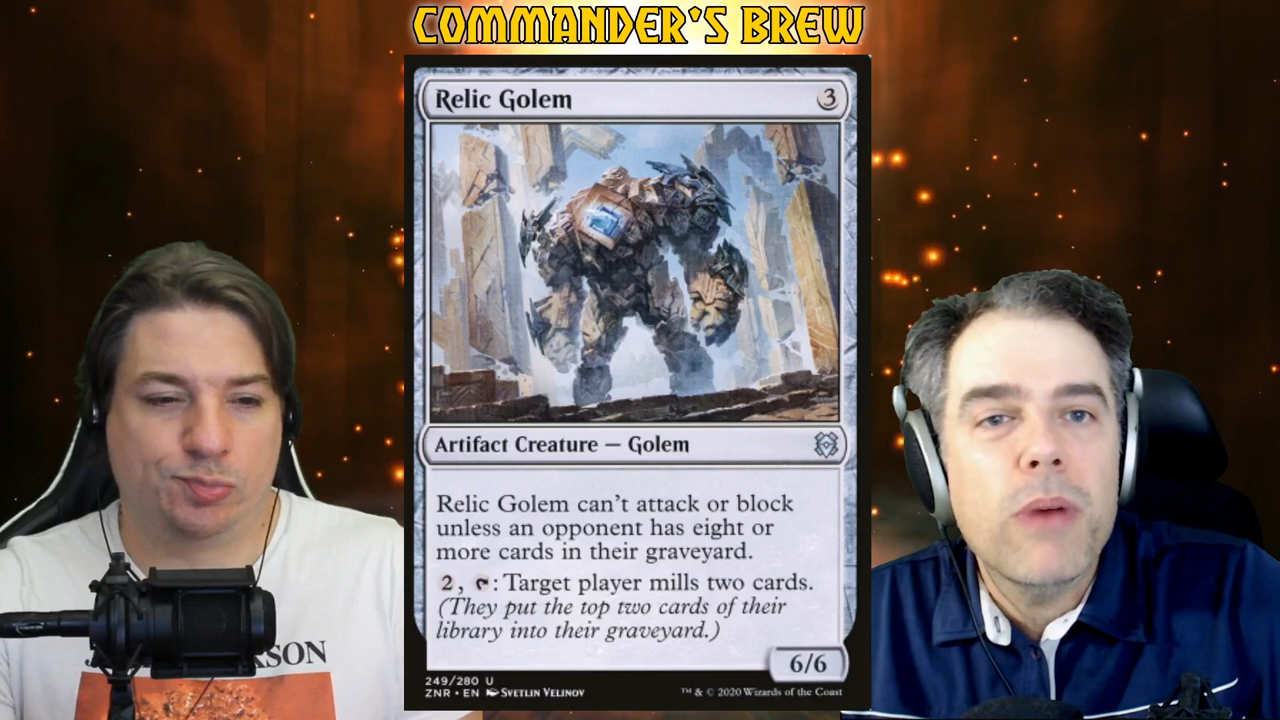 COMMANDER'S BREW
Relic Golem 3
Artifact Creature — Golem
Relic Golem can't attack or block
unless an opponent has eight or
more cards in their graveyard.
2, : Target player mills two cards.
(They put the top two cards of their
library into their graveyard.)
6/6
249/280 U
ZNR • EN Svetlin Velinov
™ & © 2020 Wizards of the Coast